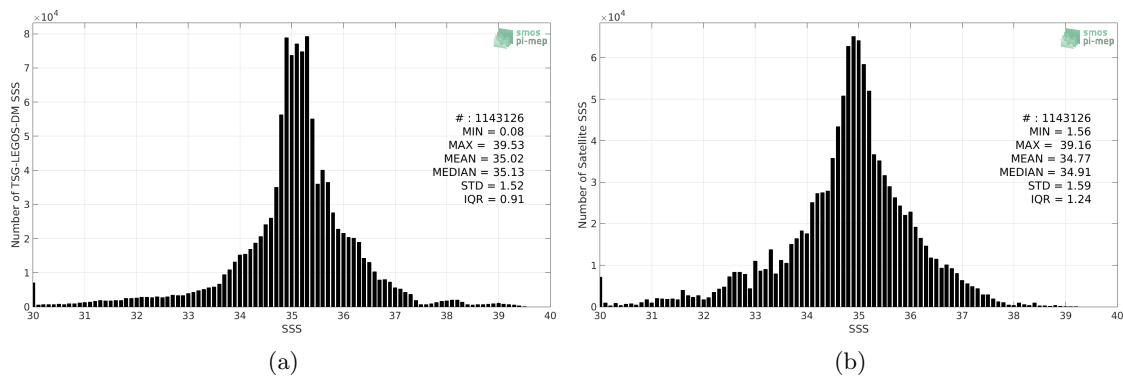 ×10⁴
smos
pi-mep
Number of TSG-LEGOS-DM SSS
8
7
6
5
4
3
2
1
0
# : 1143126
MIN = 0.08
MAX = 39.53
MEAN = 35.02
MEDIAN = 35.13
STD = 1.52
IQR = 0.91
30 31 32 33 34 35 36 37 38 39 40
SSS
(a)
×10⁴
smos
pi-mep
Number of Satellite SSS
6
5
4
3
2
1
0
# : 1143126
MIN = 1.56
MAX = 39.16
MEAN = 34.77
MEDIAN = 34.91
STD = 1.59
IQR = 1.24
30 31 32 33 34 35 36 37 38 39 40
SSS
(b)